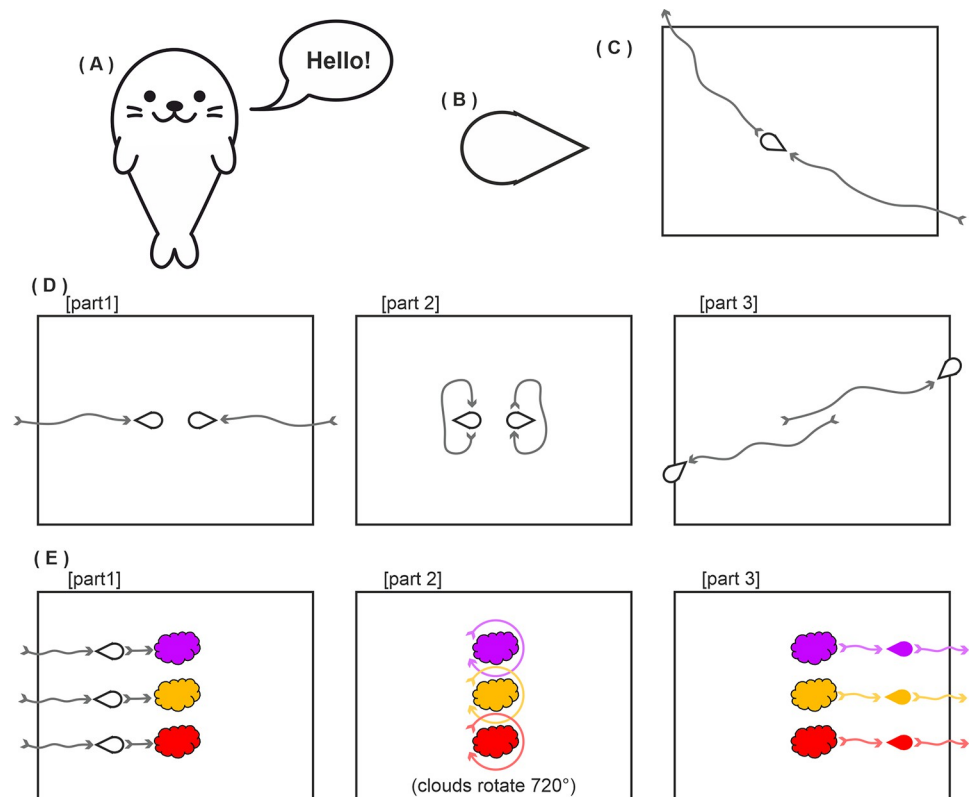 ( A )
Hello!
( B )
( C )
( D )
[part1]
[part 2]
[part 3]
( E )
[part1]
[part 2]
[part 3]
(clouds rotate 720°)